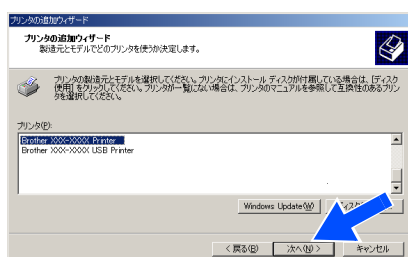 プリンタの追加ウィザード
プリンタの追加ウィザード
製造元とモデルでどのプリンタを使うか決定します。
プリンタの製造元とモデルを選択してください。プリンタにインストール ディスクが付属している場合は、[ディスク
使用] をクリックしてください。プリンタが一覧にない場合は、プリンタのマニュアルを参照して互換性のあるプリン
タを選択してください。
プリンタ(P):
Brother XXX-XXXX Printer
Brother XXX-XXXX USB Printer
Windows Update(W)
ディスク
< 戻る(B)
次へ(N) >
キャンセル